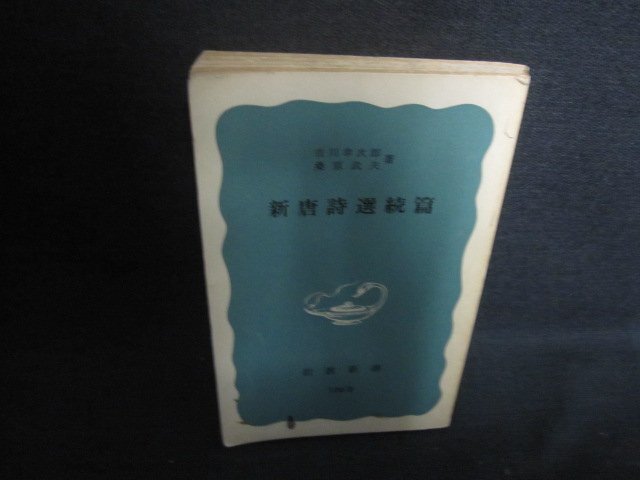 吉川幸次郎
桑原武夫 著
新唐詩選続篇
岩波新書